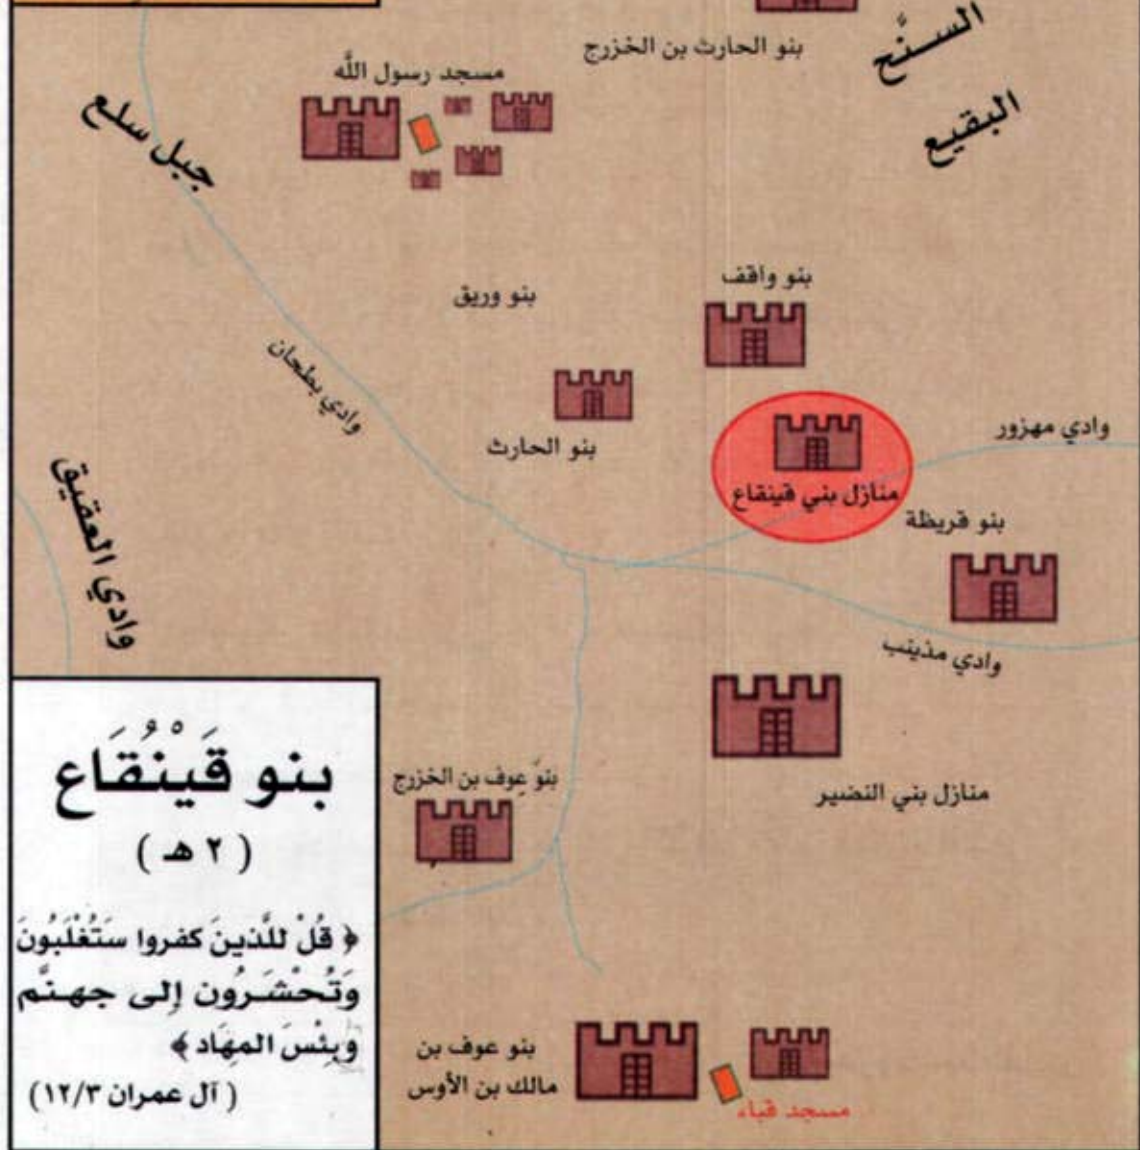 السنَّح
بنو الحارث بن الخزرج
مسجد رسول اللَّه
البقيع
جبل سلع
بنو واقف
بنو وريق
وادي بطحان
وادي مهزور
بنو الحارث
منازل بني قينقاع
بنو قريظة
وادي العقيق
وادي مذينب
بنو عوف بن الخزرج
منازل بني النضير
بنو قَيْنُقَاع
( ٢ هـ )
﴿ قُلْ للَّذينَ كفروا سَتُغْلَبُونَ
وَتُحْشَرُون إلى جهنَّم
وَبِئْسَ المهَاد ﴾
( آل عمران ١٢/٣)
بنو عوف بن
مالك بن الأوس
مسجد قباء